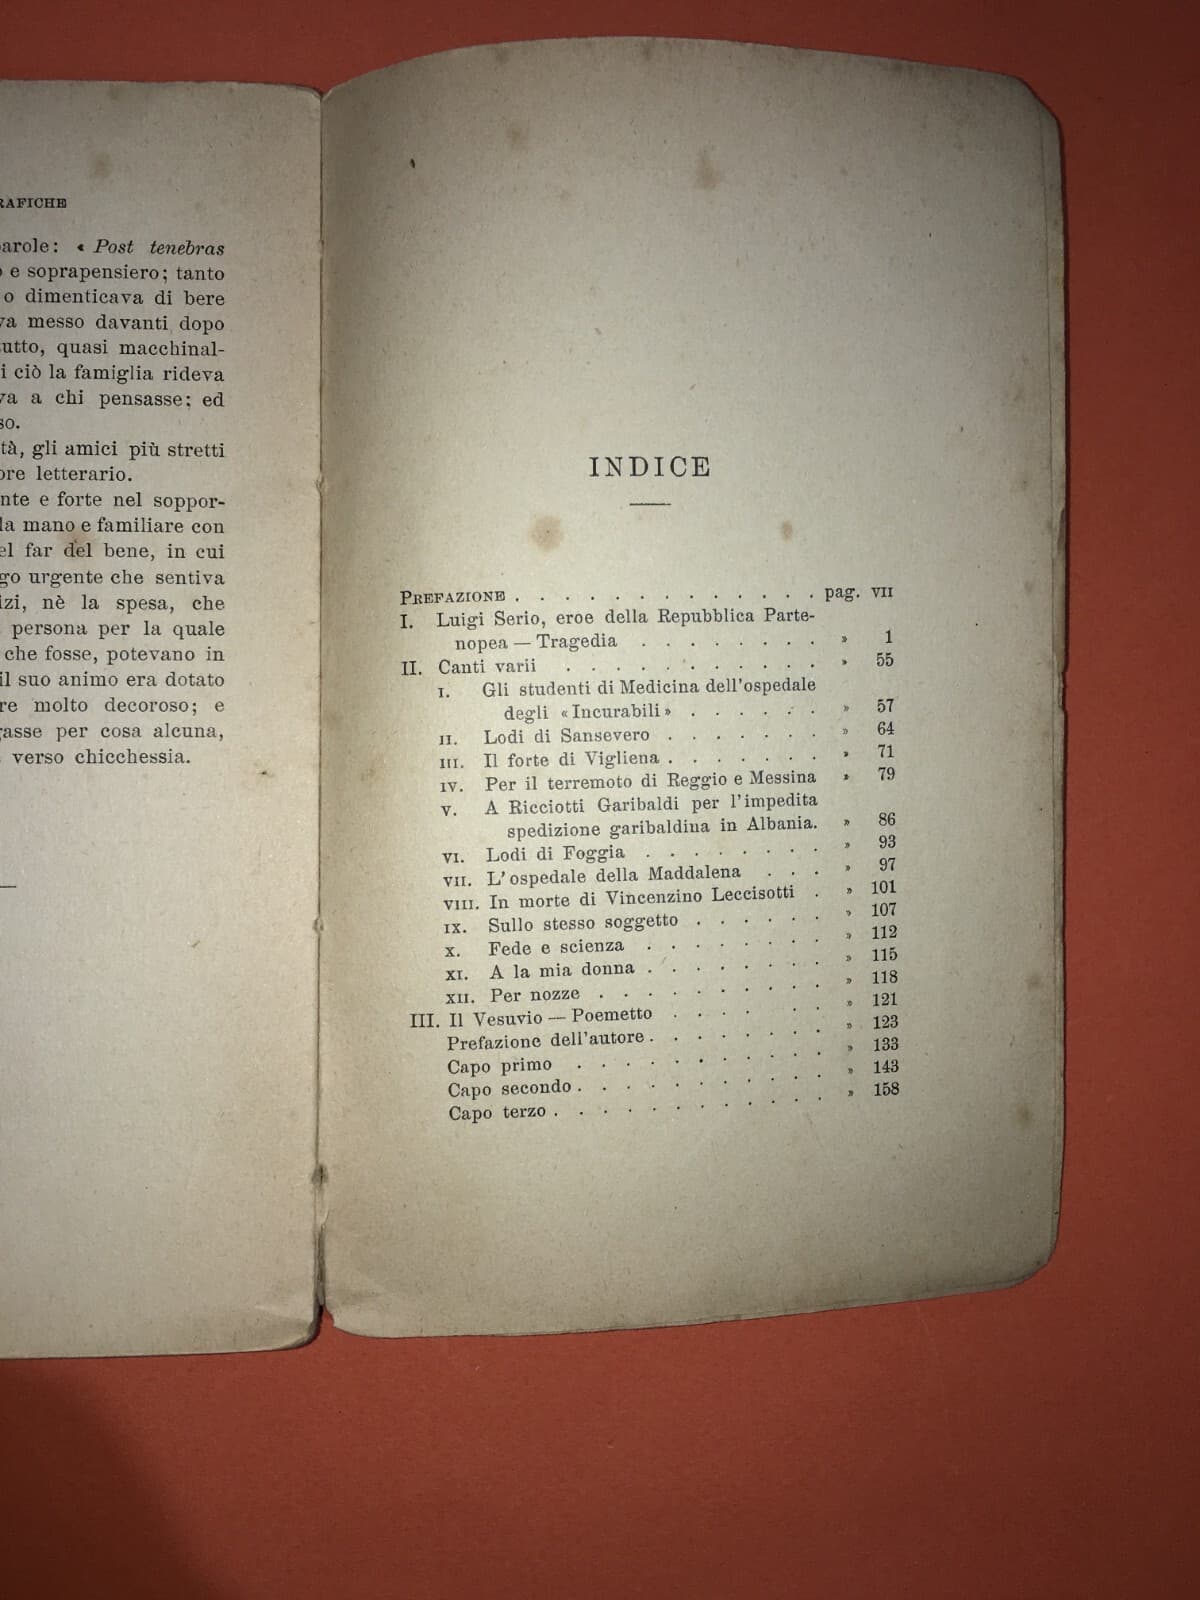 RAFICHE
parole: « Post tenebras
e soprapensiero; tanto
o dimenticava di bere
messo davanti dopo
tutto, quasi macchinal-
i ciò la famiglia rideva
a chi pensasse; ed
so.
tà, gli amici più stretti
ore letterario.
nte e forte nel soppor-
la mano e familiare con
el far del bene, in cui
go urgente che sentiva
izi, nè la spesa, che
persona per la quale
che fosse, potevano in
il suo animo era dotato
re molto decoroso; e
gasse per cosa alcuna,
verso chicchessia.
INDICE
PREFAZIONE . . . . . . . . . . . . . pag. VII
I. Luigi Serio, eroe della Repubblica Parte-
nopea — Tragedia . . . . . . . . » 1
II. Canti varii . . . . . . . . . . . » 55
I. Gli studenti di Medicina dell'ospedale
degli «Incurabili» . . . . . . » 57
II. Lodi di Sansevero . . . . . . . » 64
III. Il forte di Vigliena . . . . . . . » 71
IV. Per il terremoto di Reggio e Messina » 79
V. A Ricciotti Garibaldi per l'impedita
spedizione garibaldina in Albania. » 86
VI. Lodi di Foggia . . . . . . . . » 93
VII. L'ospedale della Maddalena . . . » 97
VIII. In morte di Vincenzino Leccisotti . » 101
IX. Sullo stesso soggetto . . . . . . » 107
X. Fede e scienza . . . . . . . . » 112
XI. A la mia donna . . . . . . . . » 115
XII. Per nozze . . . . . . . . . . » 118
III. Il Vesuvio — Poemetto . . . . . . » 121
Prefazione dell'autore . . . . . . . . » 123
Capo primo . . . . . . . . . . . » 133
Capo secondo . . . . . . . . . . . » 143
Capo terzo . . . . . . . . . . . . » 158